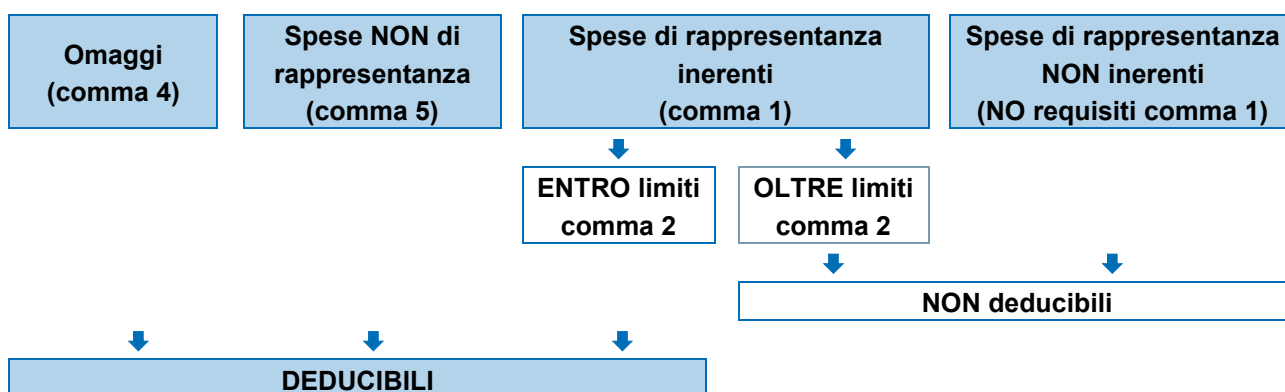 Omaggi
(comma 4)
Spese NON di
rappresentanza
(comma 5)
Spese di rappresentanza
inerenti
(comma 1)
Spese di rappresentanza
NON inerenti
(NO requisiti comma 1)
ENTRO limiti
comma 2
OLTRE limiti
comma 2
NON deducibili
DEDUCIBILI